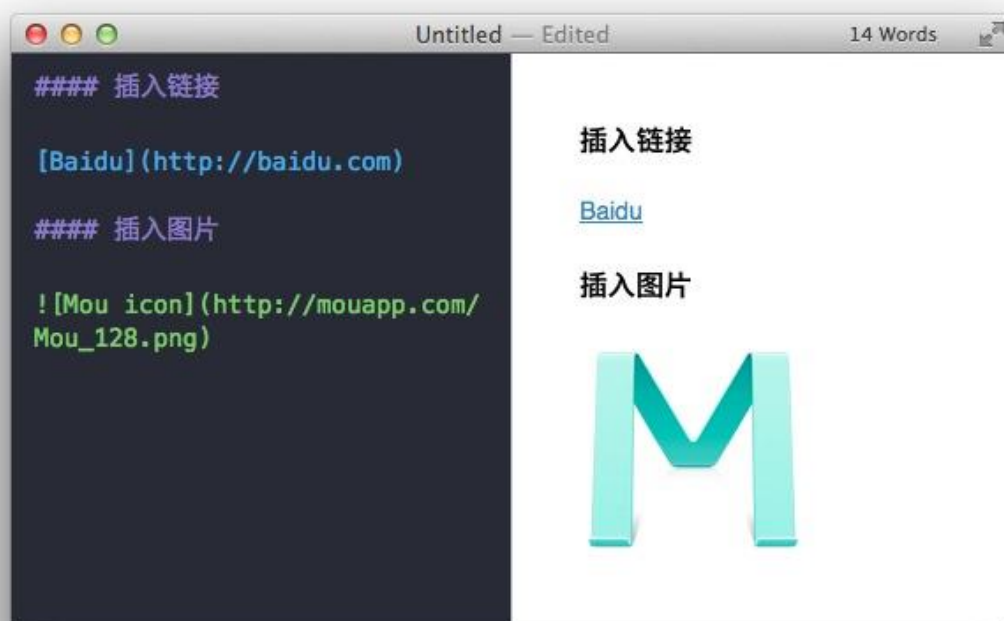 Untitled — Edited
14 Words
#### 插入链接
[Baidu](http://baidu.com)
#### 插入图片
![Mou icon](http://mouapp.com/
Mou_128.png)
插入链接
Baidu
插入图片
M